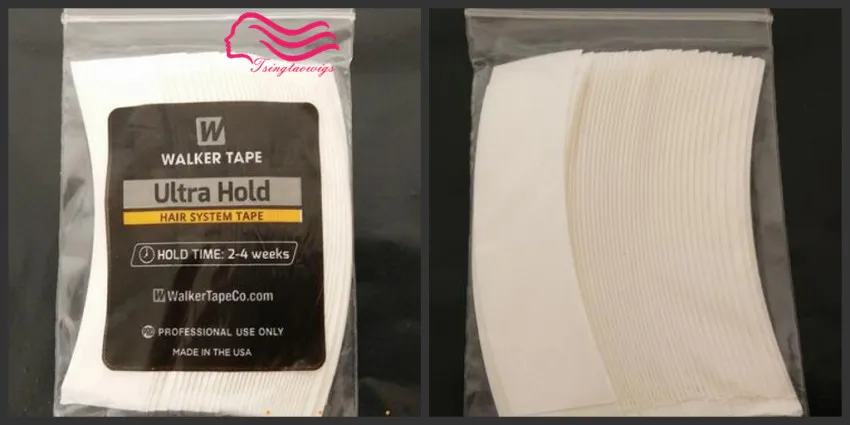 Tsingtaowigs
W
WALKER TAPE
Ultra Hold
HAIR SYSTEM TAPE
HOLD TIME: 2-4 weeks
W WalkerTapeCo.com
PRO PROFESSIONAL USE ONLY
MADE IN THE USA